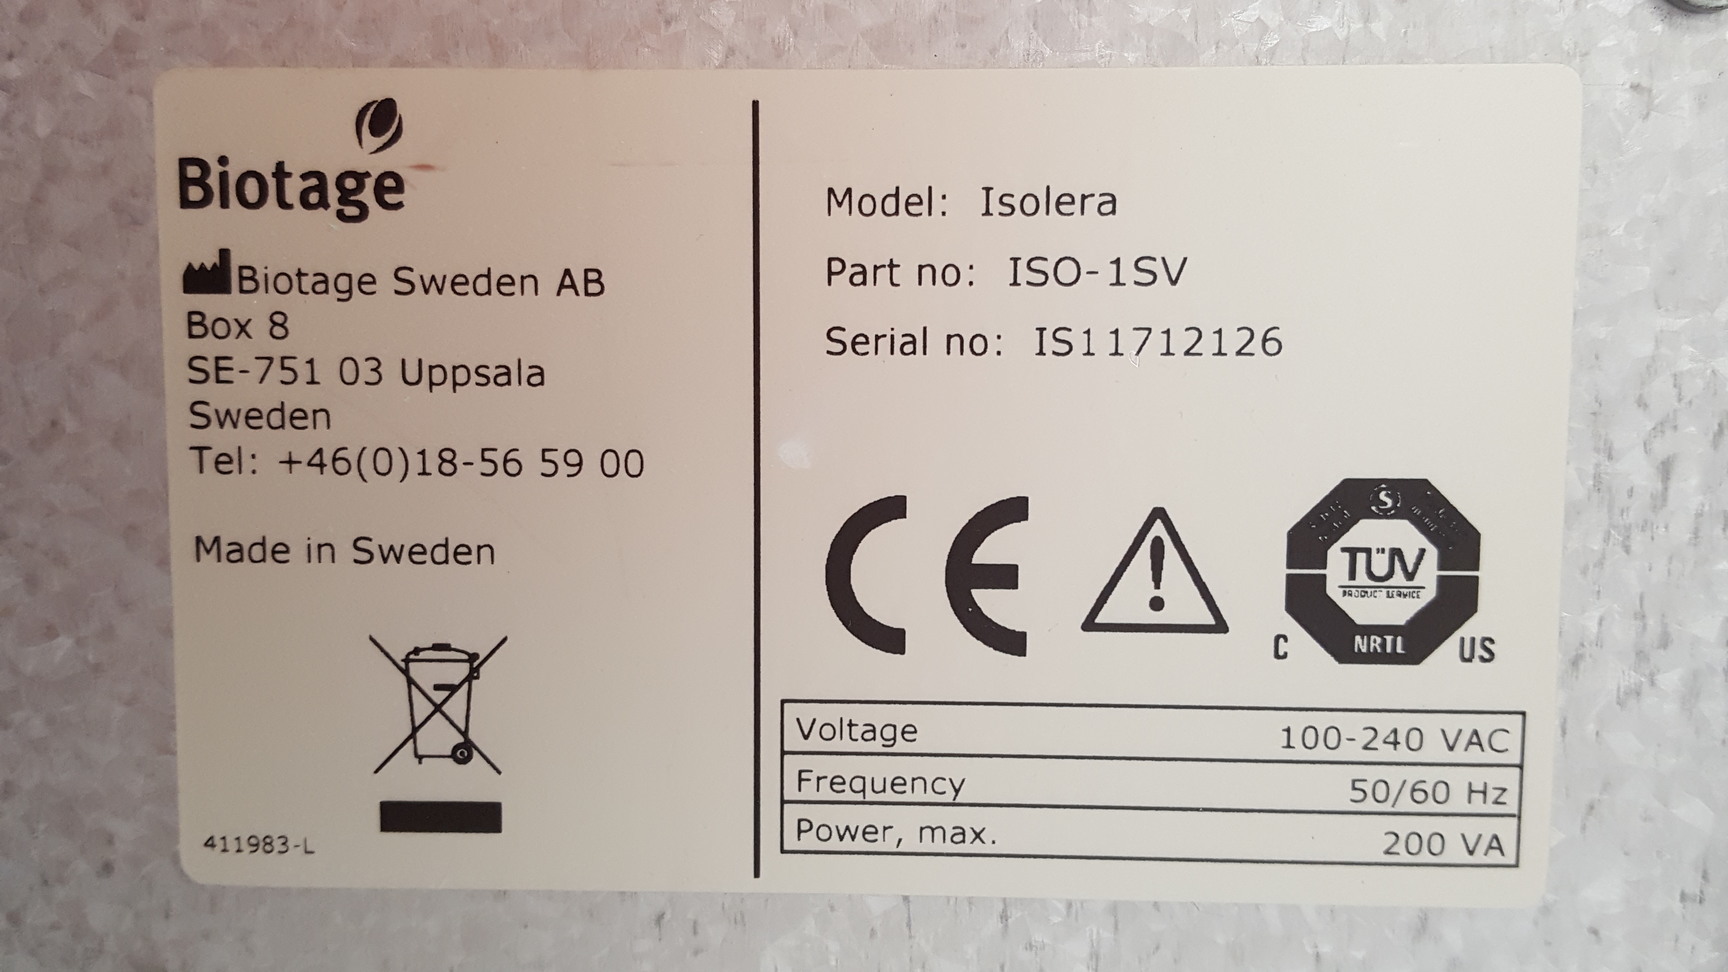 Biotage
Biotage Sweden AB
Box 8
SE-751 03 Uppsala
Sweden
Tel: +46(0)18-56 59 00
Made in Sweden
411983-L
Model: Isolera
Part no: ISO-1SV
Serial no: IS11712126
CE
S
TÜV
PRODUCT SERVICE
C NRTL US
Voltage 100-240 VAC
Frequency 50/60 Hz
Power, max. 200 VA